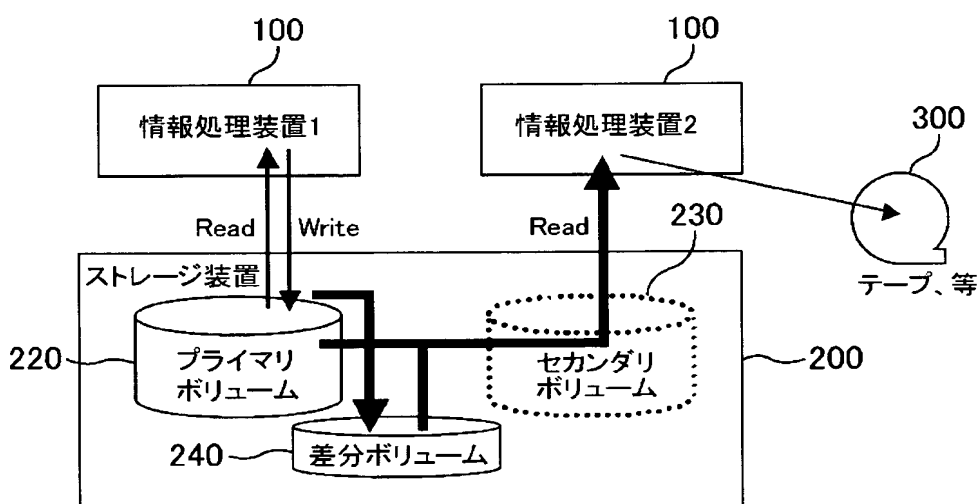 100
100
情報処理装置1
情報処理装置2
300
Read
Write
Read
230
ストレージ装置
テープ、等
220
プライマリ
ボリューム
セカンダリ
ボリューム
200
240
差分ボリューム